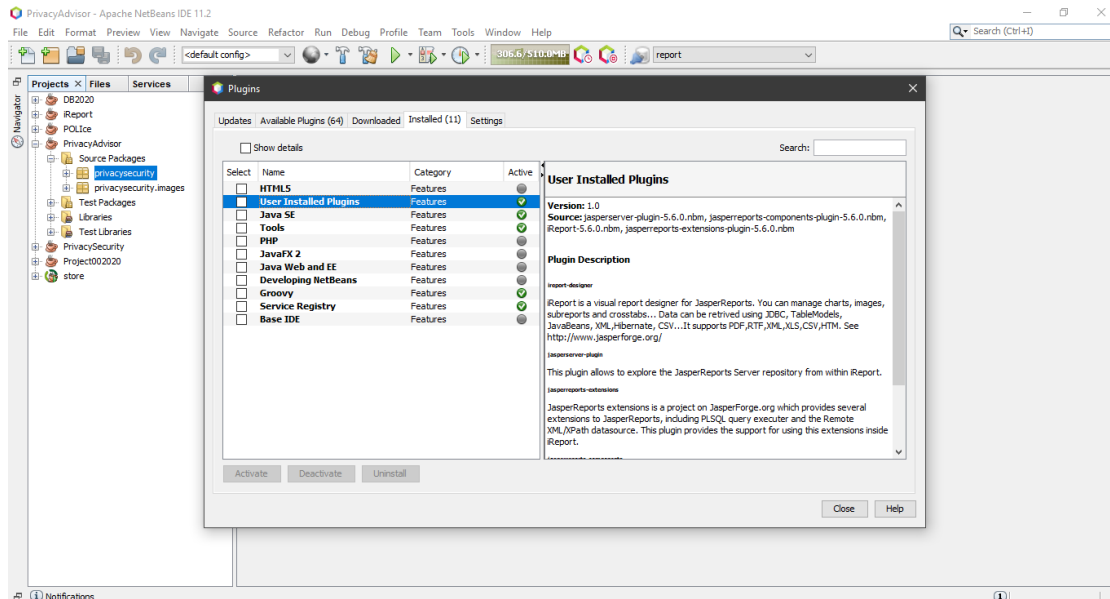 PrivacyAdvisor - Apache NetBeans IDE 11.2
File Edit Format Preview View Navigate Source Refactor Run Debug Profile Team Tools Window Help
Search (Ctrl+I)
<default config>
306.6/510.0MB
report
Projects Files Services
Navigator
DB2020
iReport
POLIce
PrivacyAdvisor
Source Packages
privacysecurity
privacysecurity.images
Test Packages
Libraries
Test Libraries
PrivacySecurity
Project002020
store
Plugins
Updates Available Plugins (64) Downloaded Installed (11) Settings
Show details
Search:
Select Name Category Active
HTML5 Features
User Installed Plugins Features
Java SE Features
Tools Features
PHP Features
JavaFX 2 Features
Java Web and EE Features
Developing NetBeans Features
Groovy Features
Service Registry Features
Base IDE Features
User Installed Plugins
Version: 1.0
Source: jasperserver-plugin-5.6.0.nbm, jasperreports-components-plugin-5.6.0.nbm,
iReport-5.6.0.nbm, jasperreports-extensions-plugin-5.6.0.nbm
Plugin Description
ireport-designer
iReport is a visual report designer for JasperReports. You can manage charts, images,
subreports and crosstabs... Data can be retrived using JDBC, TableModels,
JavaBeans, XML,Hibernate, CSV...It supports PDF,RTF,XML,XLS,CSV,HTM. See
http://www.jasperforge.org/
jasperserver-plugin
This plugin allows to explore the JasperReports Server repository from within iReport.
jasperreports-extensions
JasperReports extensions is a project on JasperForge.org which provides several
extensions to JasperReports, including PLSQL query executer and the Remote
XML/XPath datasource. This plugin provides the support for using this extensions inside
iReport.
Activate Deactivate Uninstall
Close Help
Notifications
1